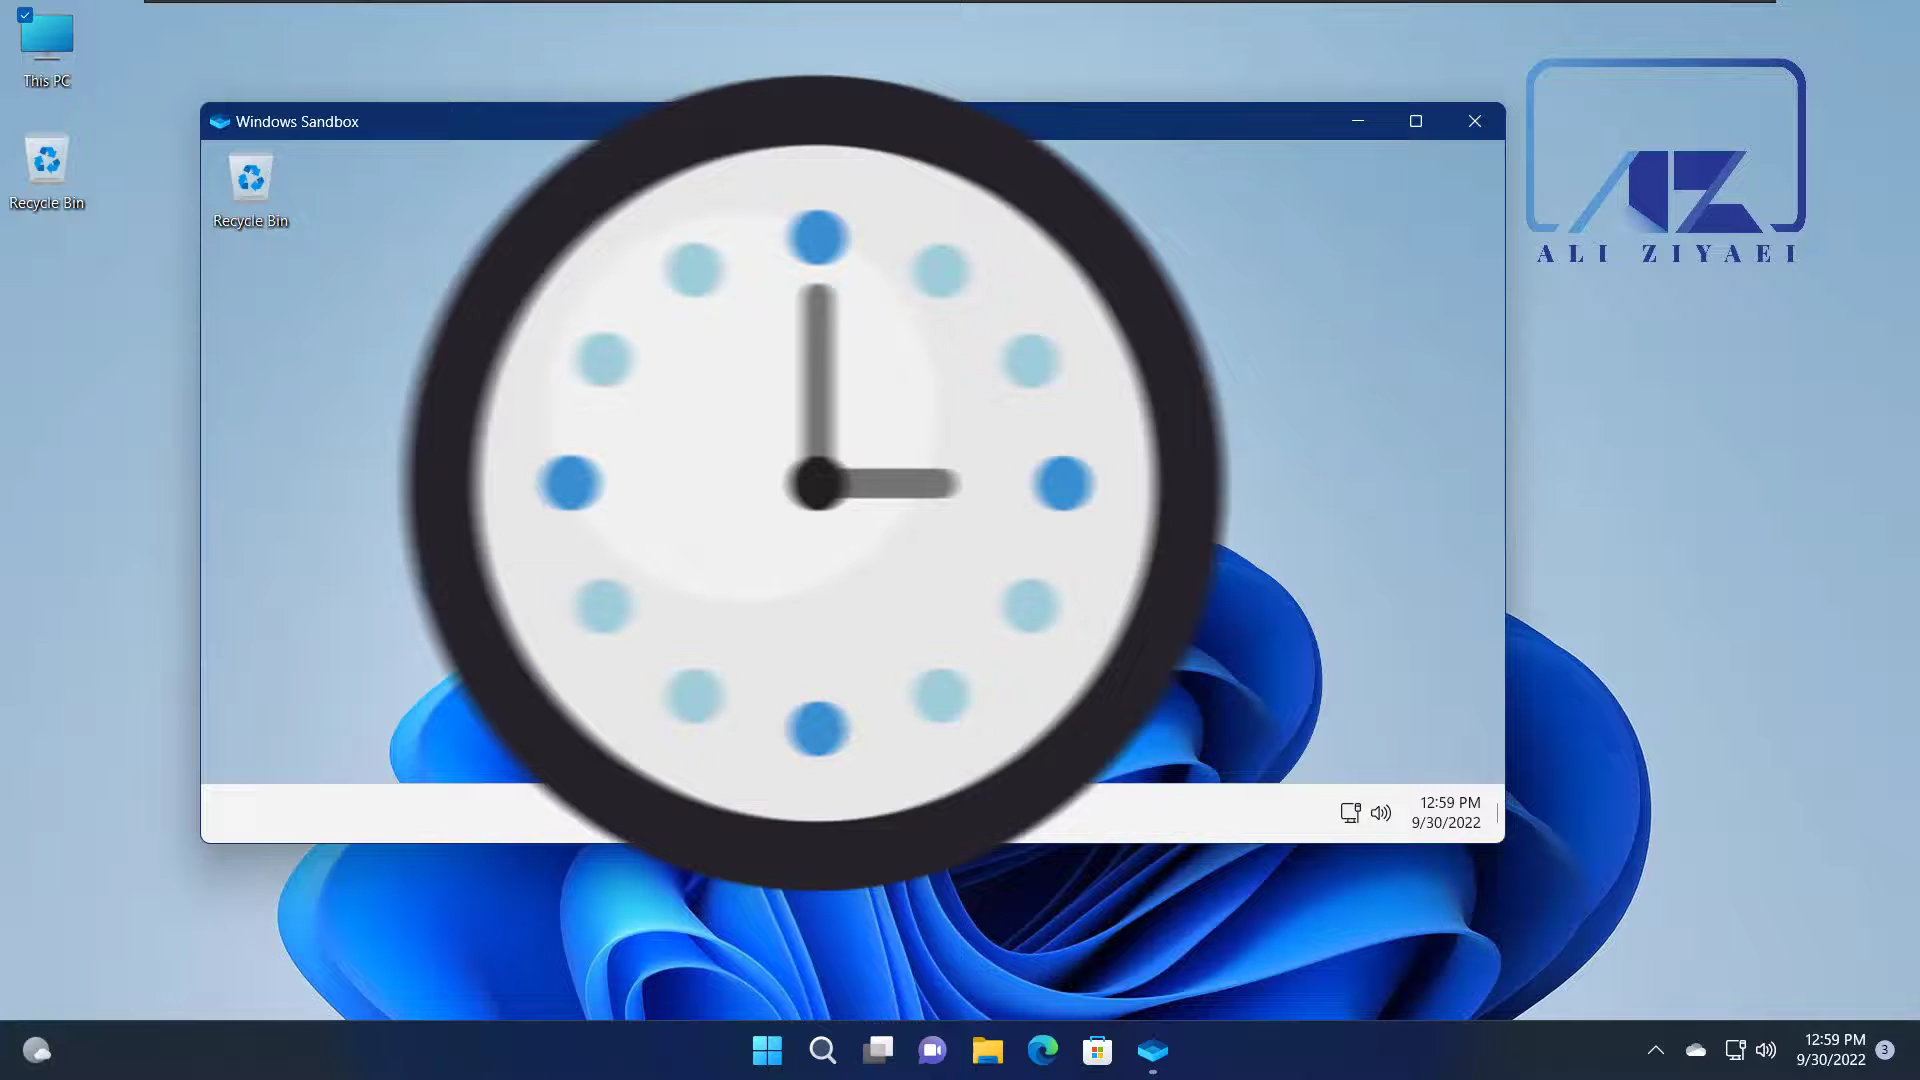 This PC
Recycle Bin
Windows Sandbox
Recycle Bin
ALI ZIYAEI
12:59 PM
9/30/2022
12:59 PM
9/30/2022
3